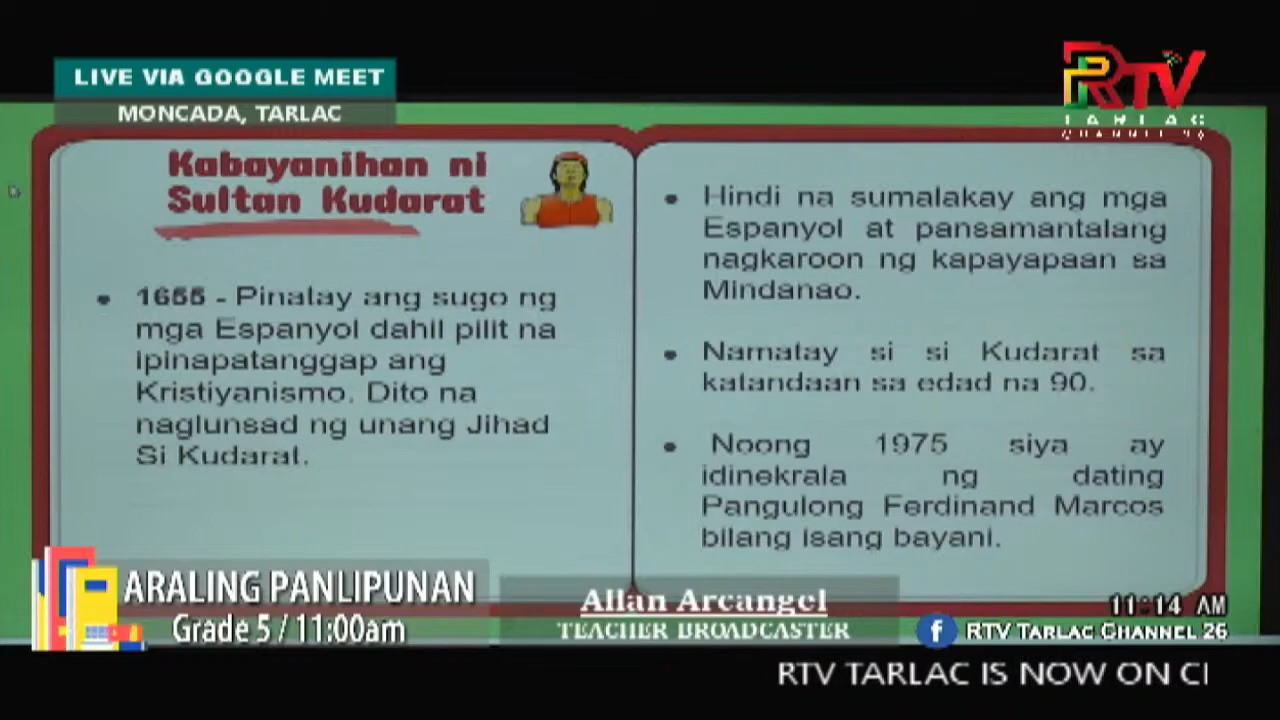 LIVE VIA GOOGLE MEET
MONCADA, TARLAC
RTV
TARLAC
CHANNEL 26
Kabayanihan ni
Sultan Kudarat
• 1655 - Pinatay ang sugo ng
mga Espanyol dahil pilit na
ipinapatanggap ang
Kristiyanismo. Dito na
naglunsad ng unang Jihad
Si Kudarat.
• Hindi na sumalakay ang mga
Espanyol at pansamantalang
nagkaroon ng kapayapaan sa
Mindanao.
• Namatay si si Kudarat sa
katandaan sa edad na 90.
• Noong 1975 siya ay
idinekrala ng dating
Pangulong Ferdinand Marcos
bilang isang bayani.
ARALING PANLIPUNAN
Grade 5 / 11:00am
Allan Arcangel
TEACHER BROADCASTER
11:14 AM
RTV TARLAC CHANNEL 26
RTV TARLAC IS NOW ON CI